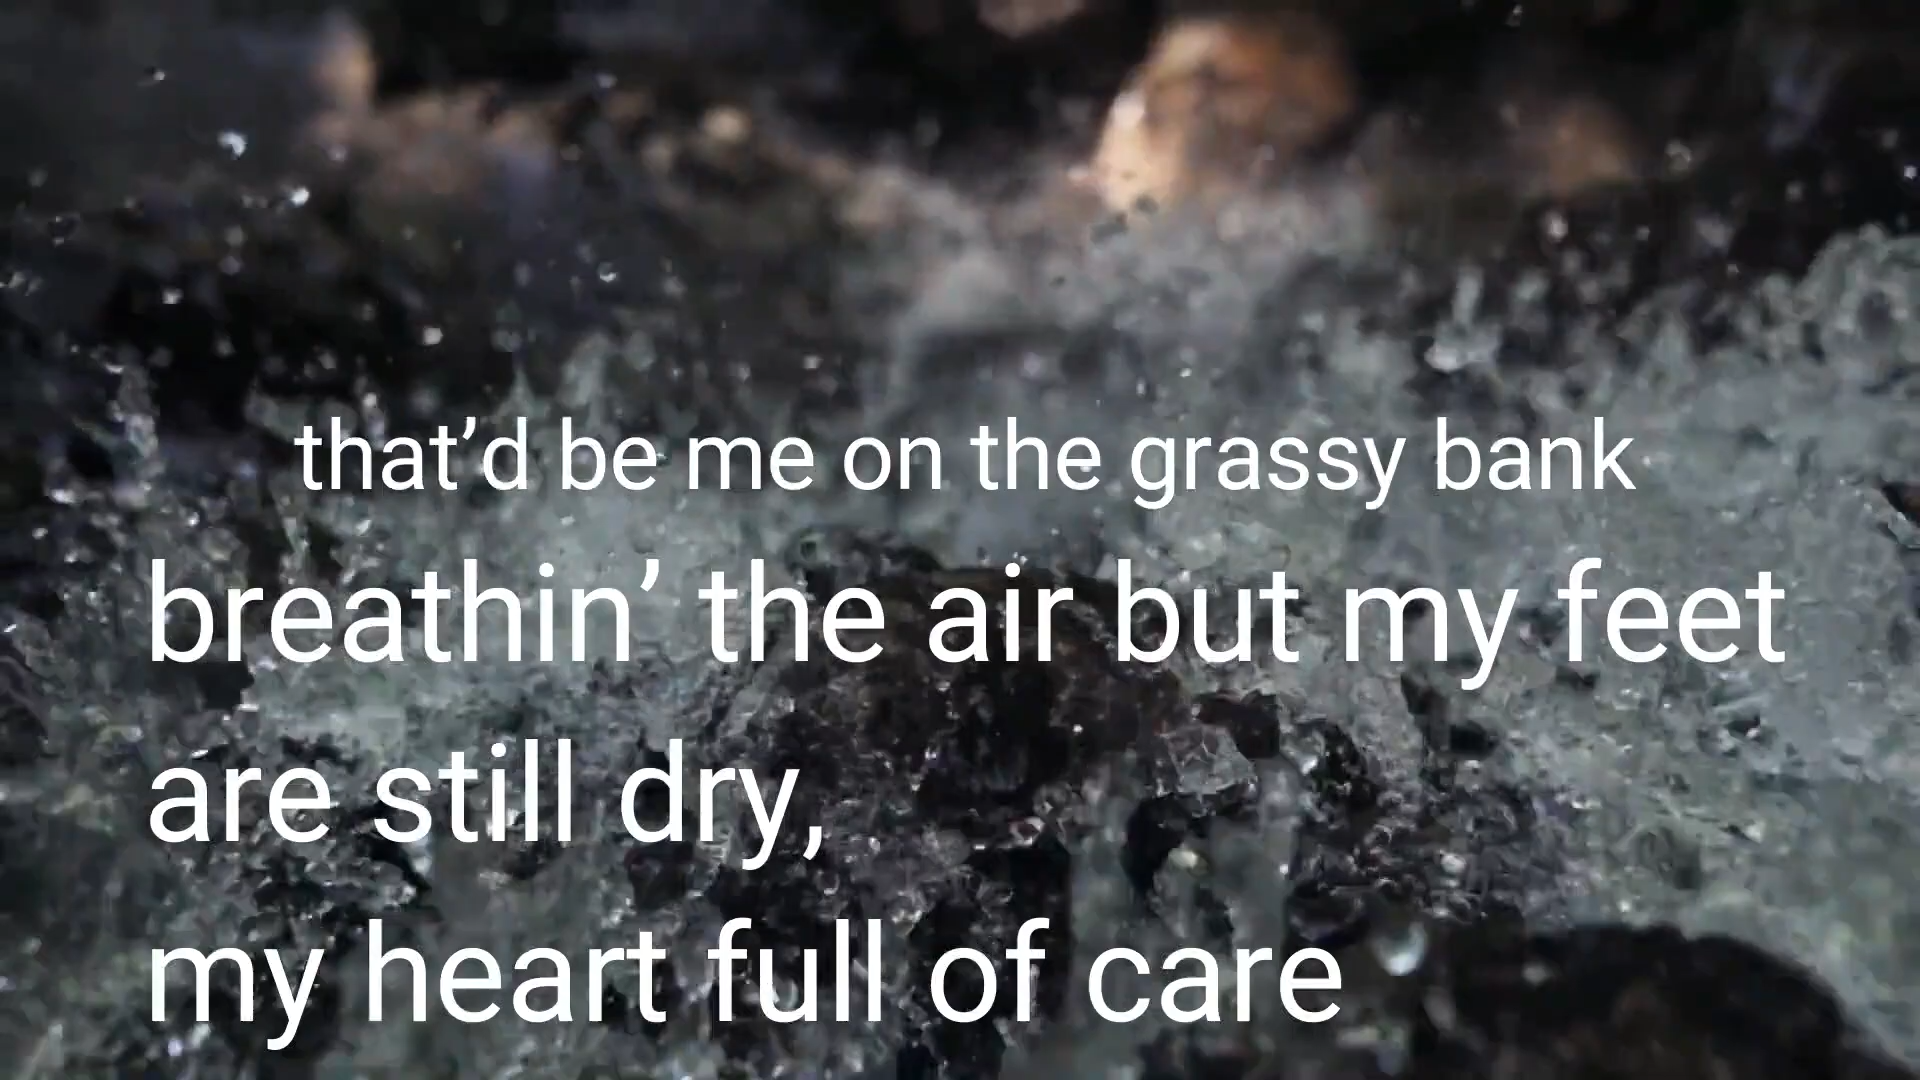 that’d be me on the grassy bank
breathin’ the air but my feet
are still dry,
my heart full of care